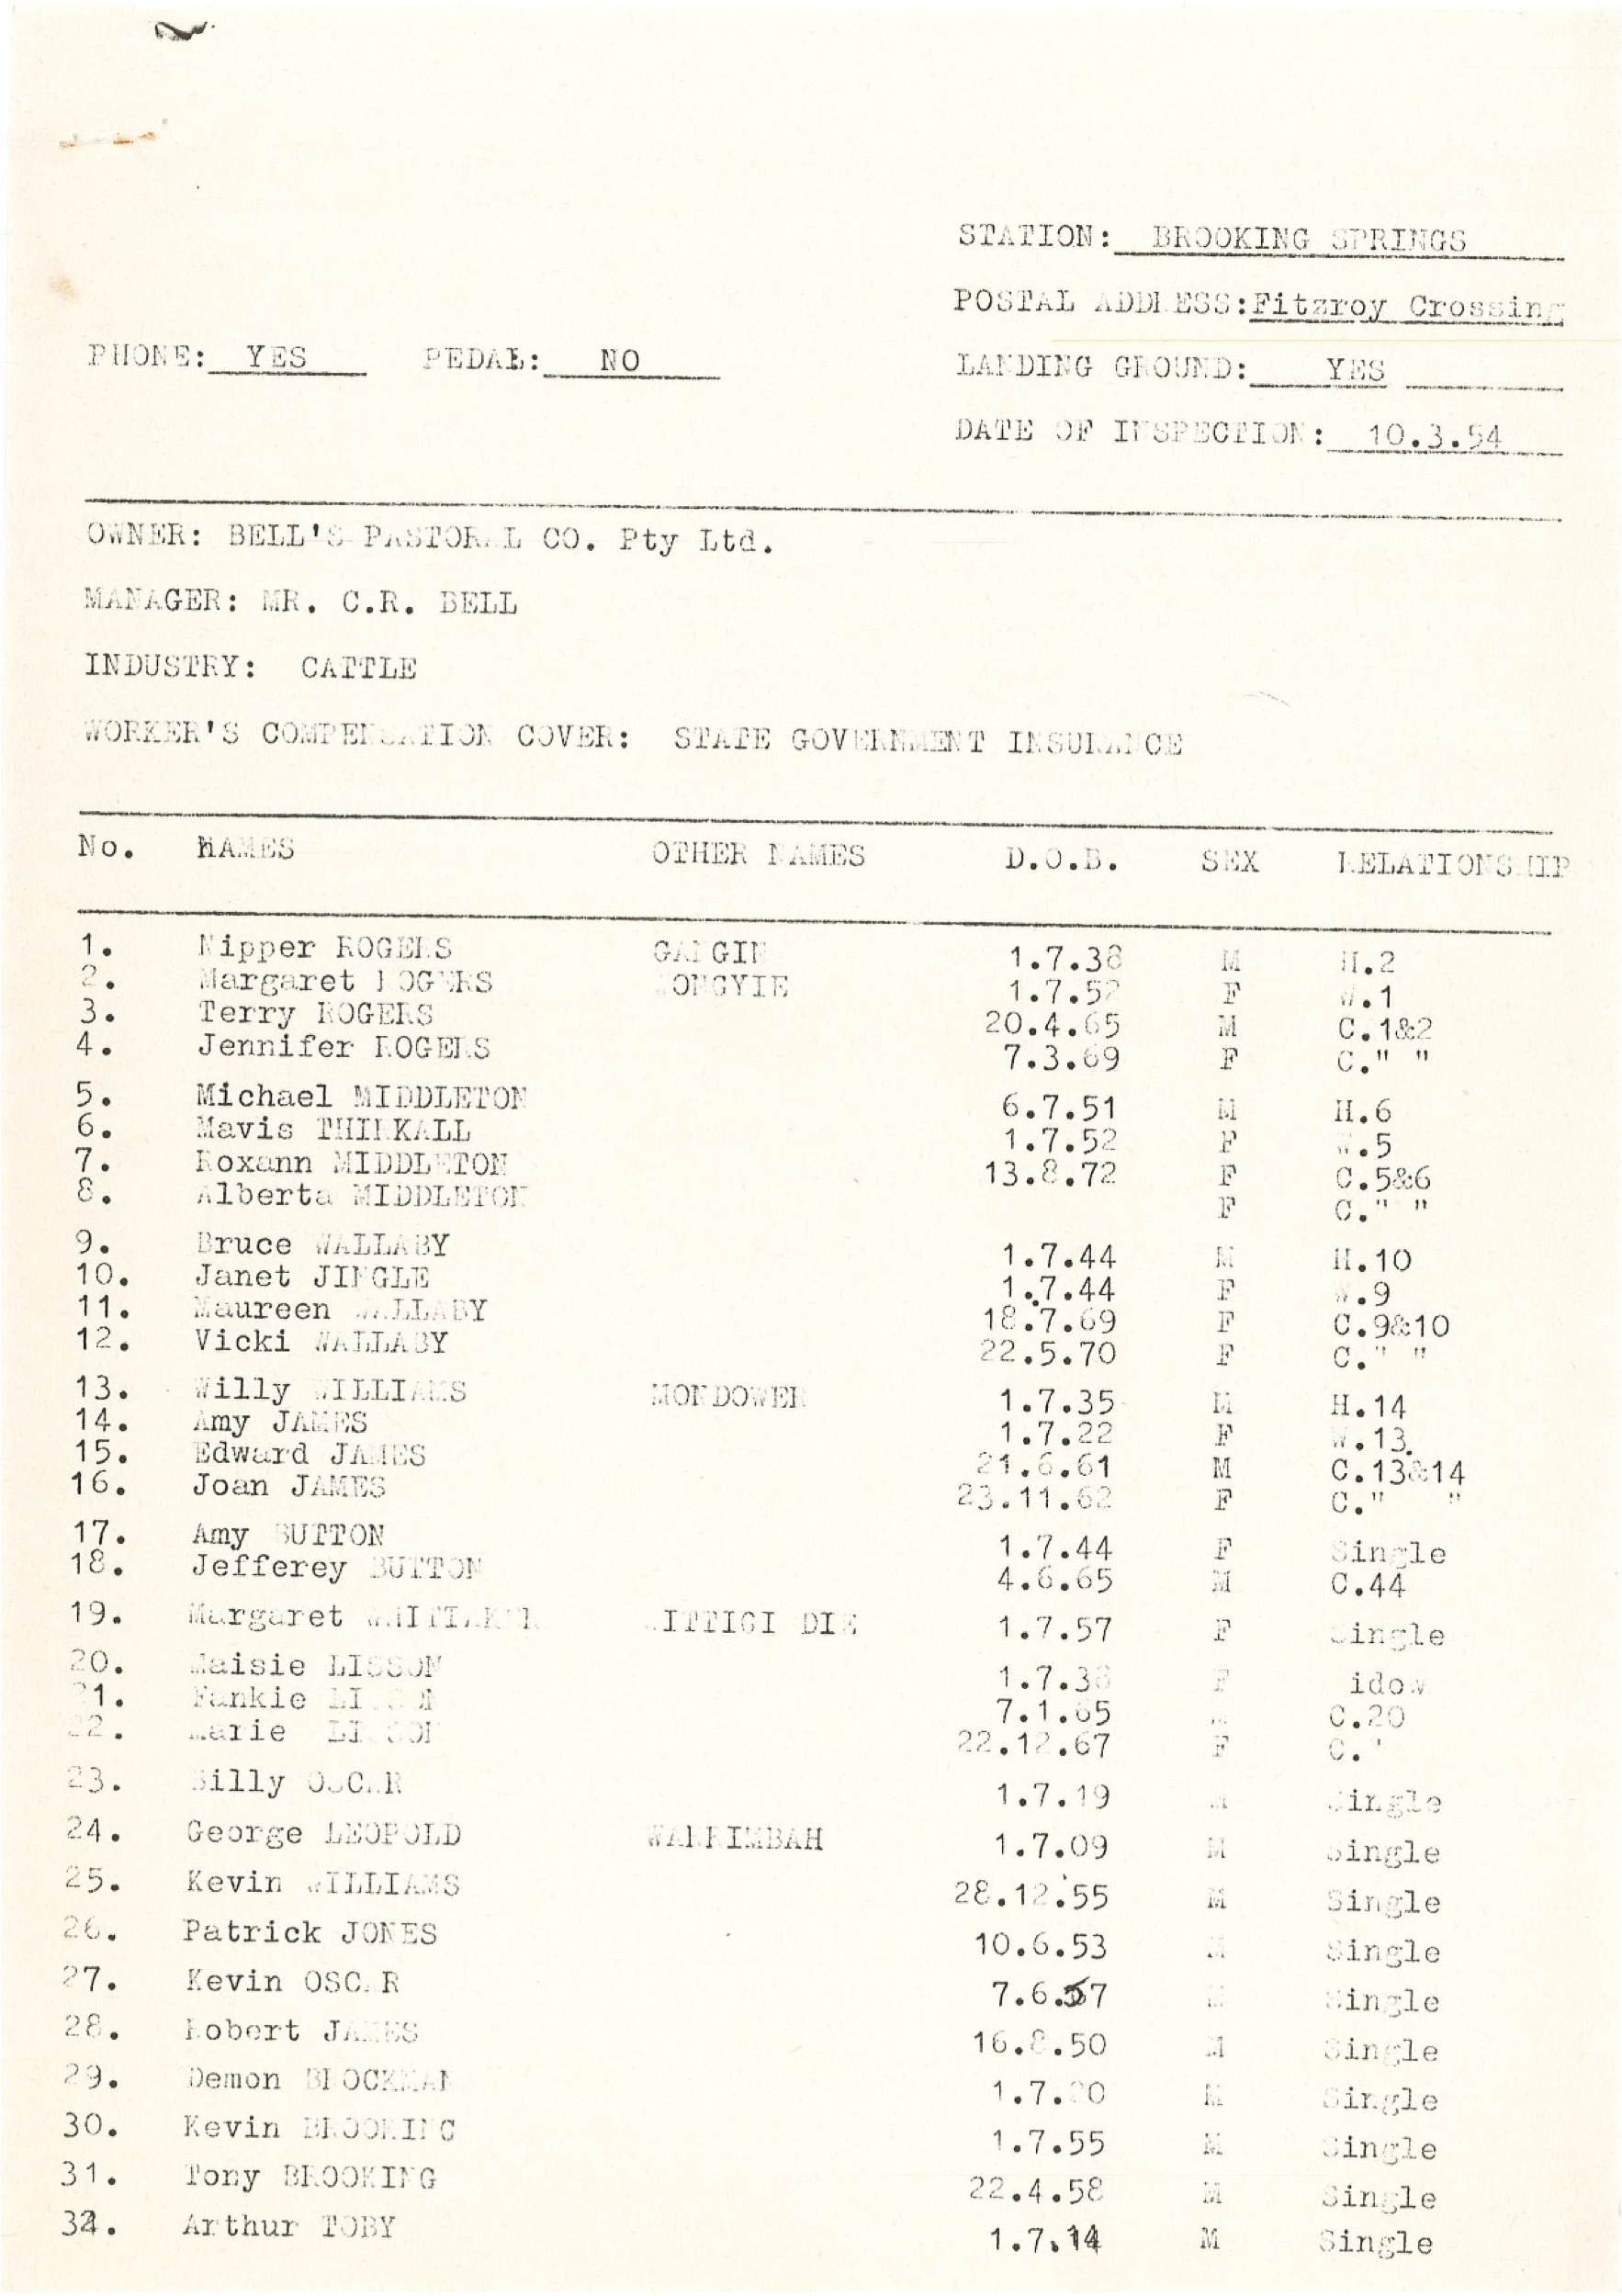 STATION: BROOKING SPRINGS
POSTAL ADDRESS:Fitzroy Crossing
PHONE: YES PEDAL: NO LANDING GROUND: YES
DATE OF INSPECTION: 10.3.54
OWNER: BELL'S PASTORAL CO. Pty Ltd.
MANAGER: MR. C.R. BELL
INDUSTRY: CATTLE
WORKER'S COMPENSATION COVER: STATE GOVERNMENT INSURANCE
No. NAMES OTHER NAMES D.O.B. SEX RELATIONSHIP
1. Nipper ROGERS GANGIN 1.7.38 M H.2
2. Margaret ROGERS 1.7.52 F W.1
3. Terry ROGERS 20.4.65 M C.1&2
4. Jennifer ROGERS 7.3.69 F C." "
5. Michael MIDDLETON 6.7.51 M H.6
6. Mavis THIRKALL 1.7.52 F W.5
7. Roxann MIDDLETON 13.8.72 F C.5&6
8. Alberta MIDDLETON F C." "
9. Bruce WALLABY 1.7.44 M H.10
10. Janet JINGLE 1.7.44 F W.9
11. Maureen WALLABY 18.7.69 F C.9&10
12. Vicki WALLABY 22.5.70 F C." "
13. Willy WILLIAMS MONDOWER 1.7.35 M H.14
14. Amy JAMES 1.7.22 F W.13.
15. Edward JAMES 21.6.61 M C.13&14
16. Joan JAMES 23.11.62 F C." "
17. Amy BUTTON 1.7.44 F Single
18. Jefferey BUTTON 4.6.65 M C.44
19. Margaret WHITTAKER 1.7.57 F Single
20. Maisie LISSON 1.7.38 F Widow
21. Fankie LISSON 7.1.65 M C.20
22. Marie LISSON 22.12.67 F C."
23. Billy OSCAR 1.7.19 M Single
24. George LEOPOLD WARRIMBAH 1.7.09 M Single
25. Kevin WILLIAMS 28.12.55 M Single
26. Patrick JONES 10.6.53 M Single
27. Kevin OSCAR 7.6.57 M Single
28. Robert JAMES 16.8.50 M Single
29. Demon BLOCKMAN M Single
30. Kevin BROOKING 1.7.55 M Single
31. Tony BROOKING 22.4.58 M Single
32. Arthur TOBY 1.7.14 M Single